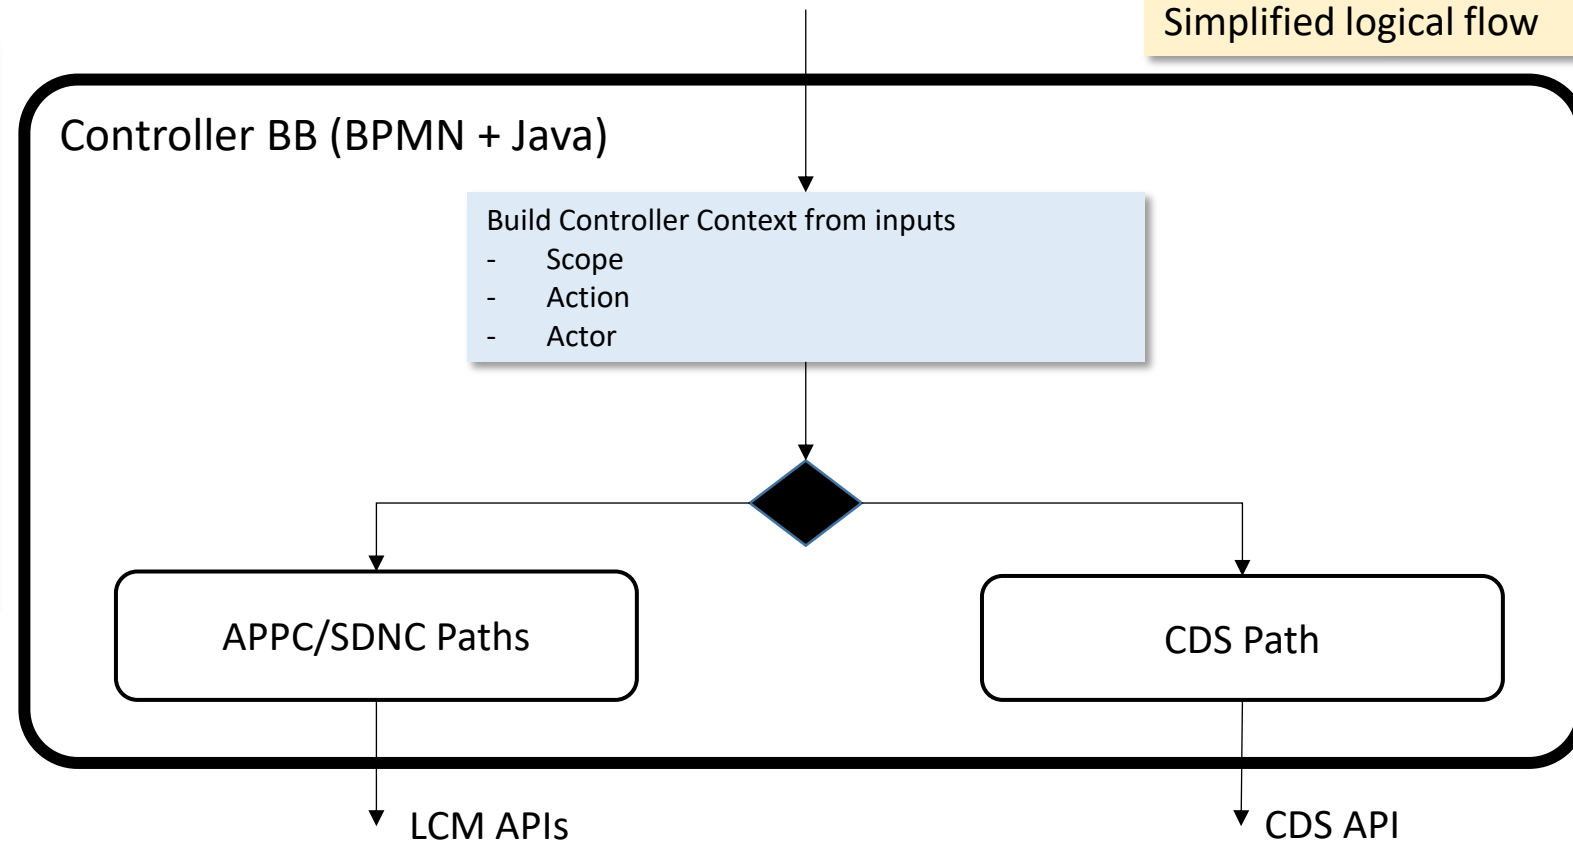 Simplified logical flow
Controller BB (BPMN + Java)
Build Controller Context from inputs
- Scope
- Action
- Actor
APPC/SDNC Paths
CDS Path
LCM APIs
CDS API